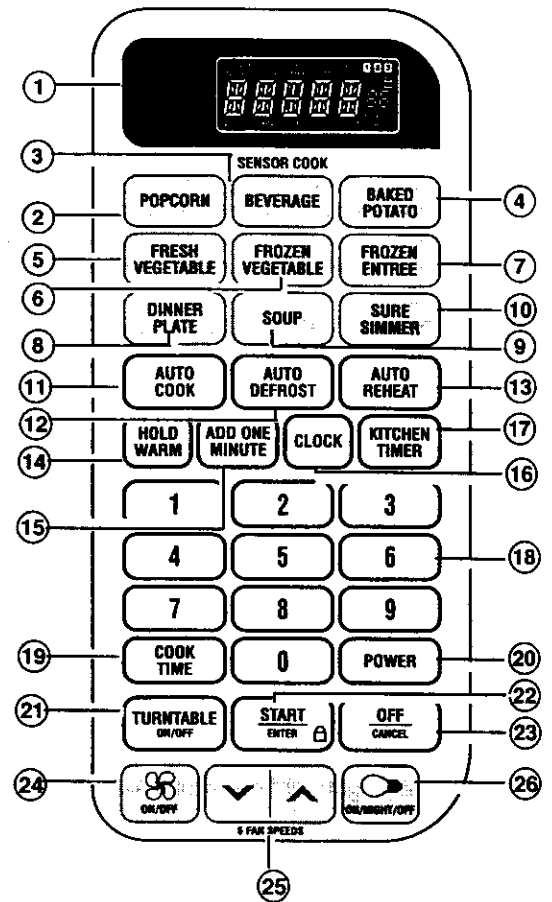 1
3
SENSOR COOK
2
POPCORN
BEVERAGE
BAKED
POTATO
4
5
FRESH
VEGETABLE
FROZEN
VEGETABLE
FROZEN
ENTREE
7
6
8
DINNER
PLATE
SOUP
SURE
SIMMER
10
9
11
AUTO
COOK
AUTO
DEFROST
AUTO
REHEAT
13
12
HOLD
WARM
ADD ONE
MINUTE
CLOCK
KITCHEN
TIMER
17
14
16
15
1
2
3
4
5
6
18
7
8
9
19
COOK
TIME
0
POWER
20
22
21
TURNTABLE
ON/OFF
START
ENTER
OFF
CANCEL
23
24
ON/OFF
ON/NIGHT/OFF
26
5 FAN SPEEDS
25